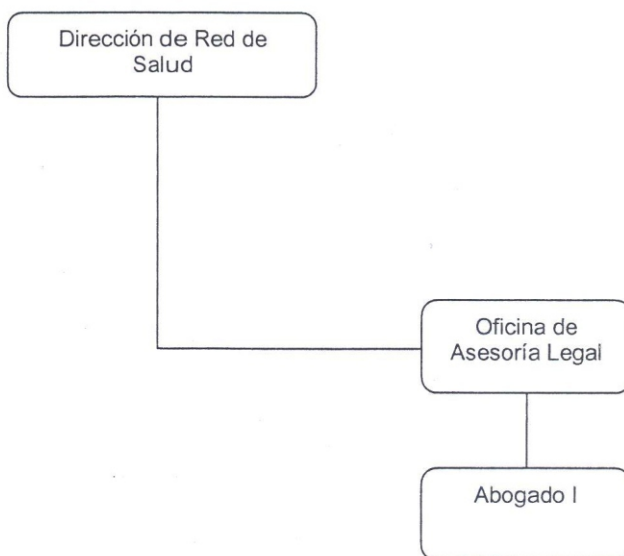 Dirección de Red de
Salud
Oficina de
Asesoría Legal
Abogado I